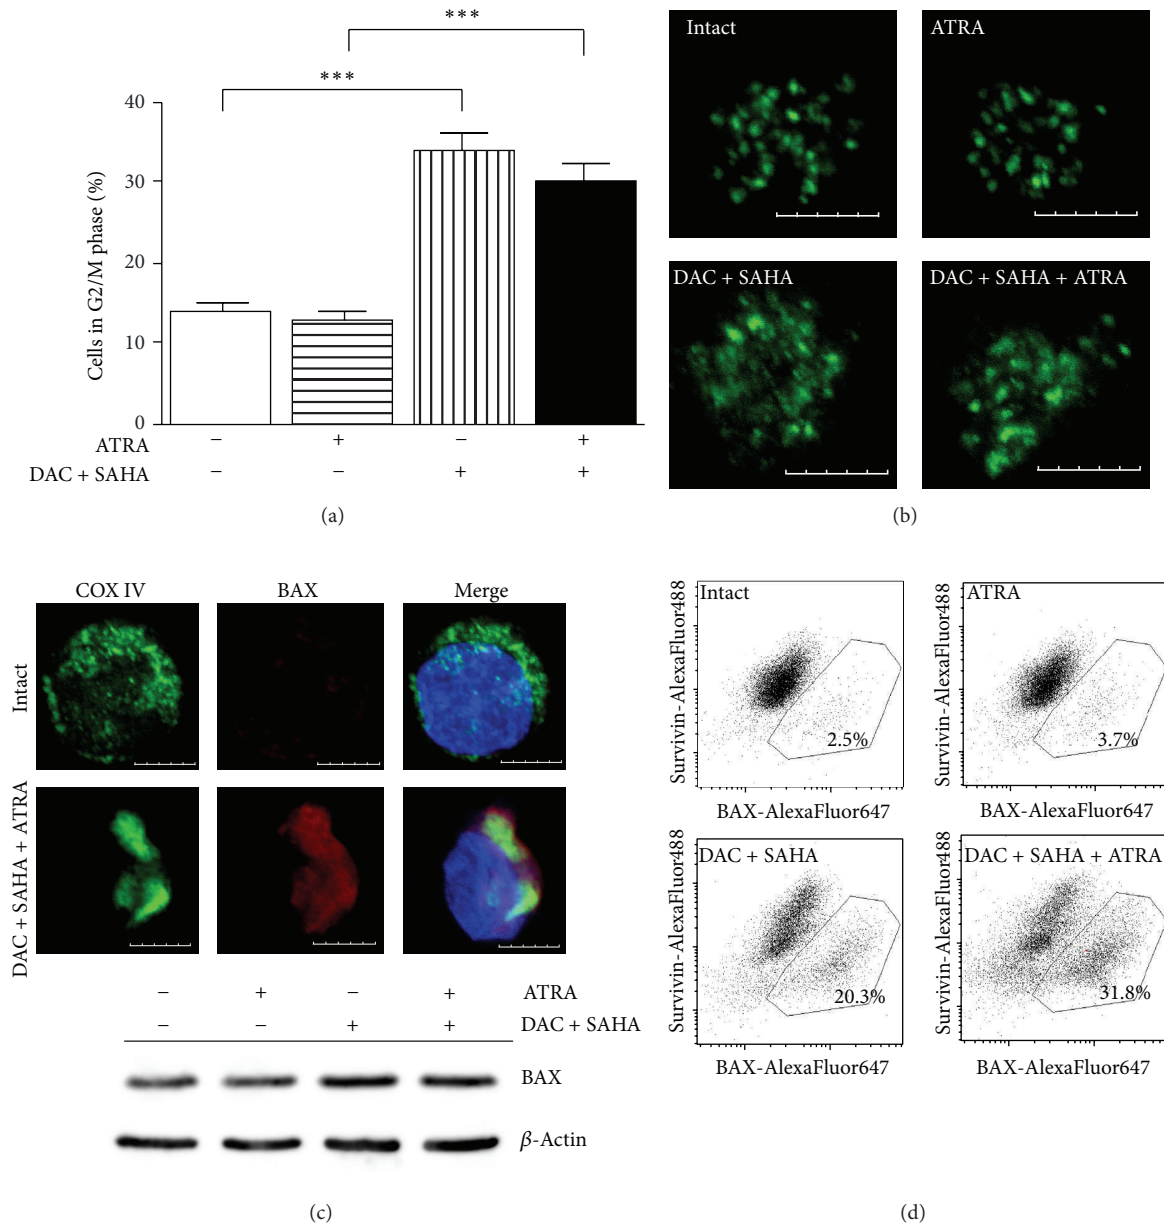 ***
***
40
30
20
10
0
Cells in G2/M phase (%)
ATRA − + − +
DAC + SAHA − − + +
(a)
Intact
ATRA
DAC + SAHA
DAC + SAHA + ATRA
(b)
COX IV BAX Merge
Intact
DAC + SAHA + ATRA
− + − + ATRA
− − + + DAC + SAHA
BAX
β-Actin
(c)
Intact
Survivin-AlexaFluor488
2.5%
BAX-AlexaFluor647
ATRA
Survivin-AlexaFluor488
3.7%
BAX-AlexaFluor647
DAC + SAHA
Survivin-AlexaFluor488
20.3%
BAX-AlexaFluor647
DAC + SAHA + ATRA
Survivin-AlexaFluor488
31.8%
BAX-AlexaFluor647
(d)